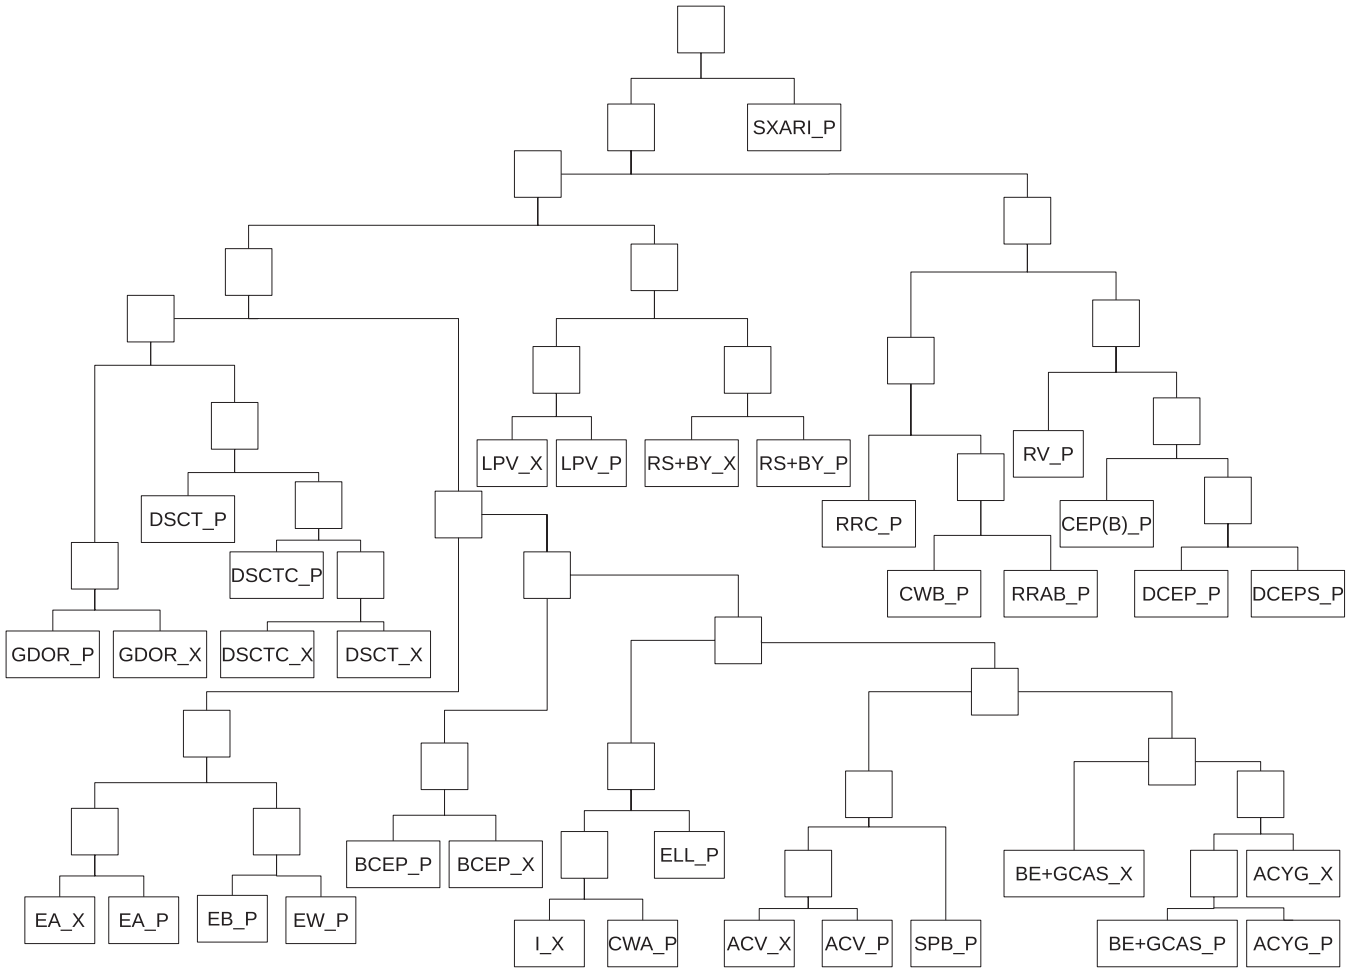 SXARI_P
LPV_X
LPV_P
RS+BY_X
RS+BY_P
RV_P
DSCT_P
RRC_P
CEP(B)_P
DSCTC_P
CWB_P
RRAB_P
DCEP_P
DCEPS_P
GDOR_P
GDOR_X
DSCTC_X
DSCT_X
BCEP_P
BCEP_X
ELL_P
BE+GCAS_X
ACYG_X
EA_X
EA_P
EB_P
EW_P
I_X
CWA_P
ACV_X
ACV_P
SPB_P
BE+GCAS_P
ACYG_P